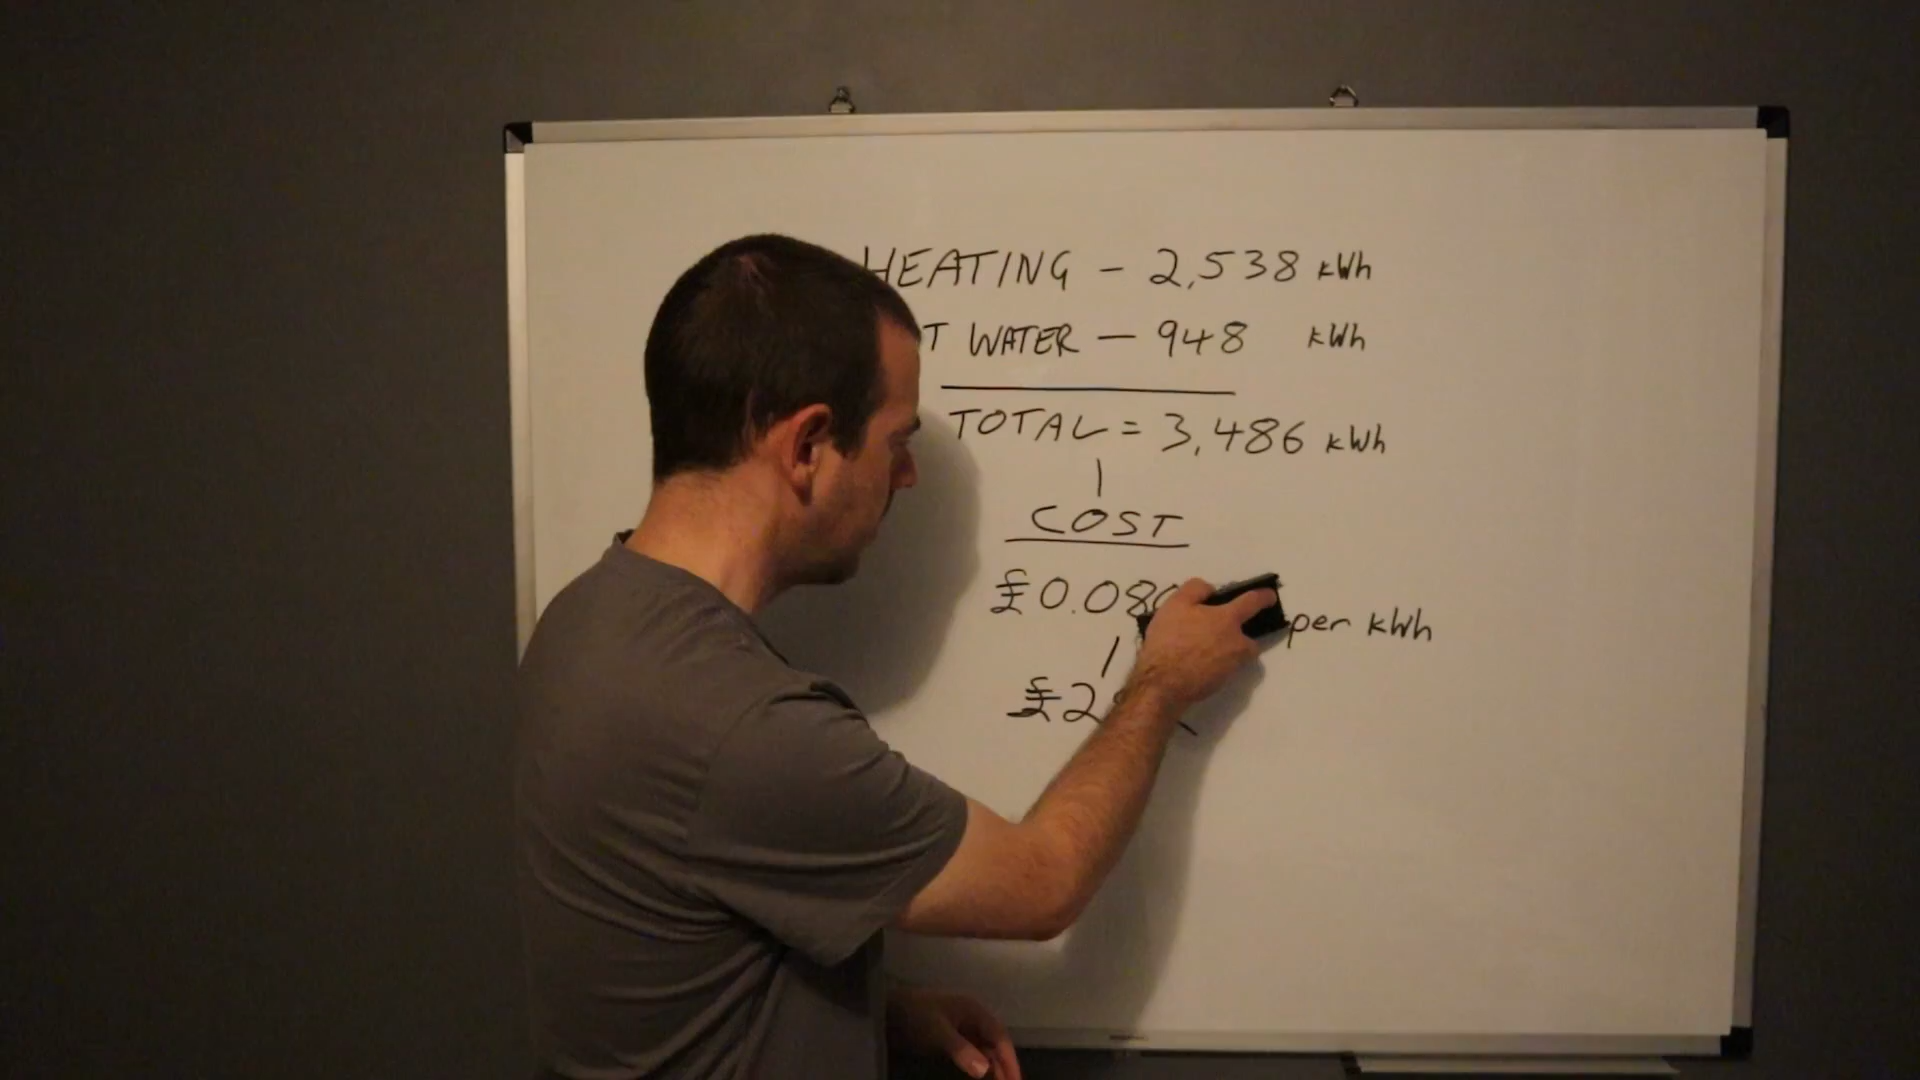 HEATING - 2,538 kWh
T WATER - 948 kWh
TOTAL = 3,486 kWh
COST
£0.08 per kWh
£2